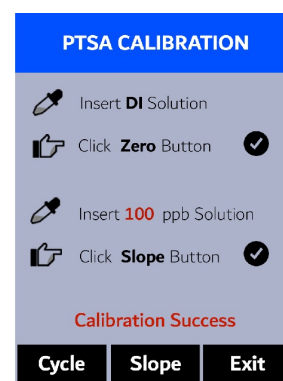 PTSA CALIBRATION
Insert DI Solution
Click Zero Button
Insert 100 ppb Solution
Click Slope Button
Calibration Success
Cycle Slope Exit